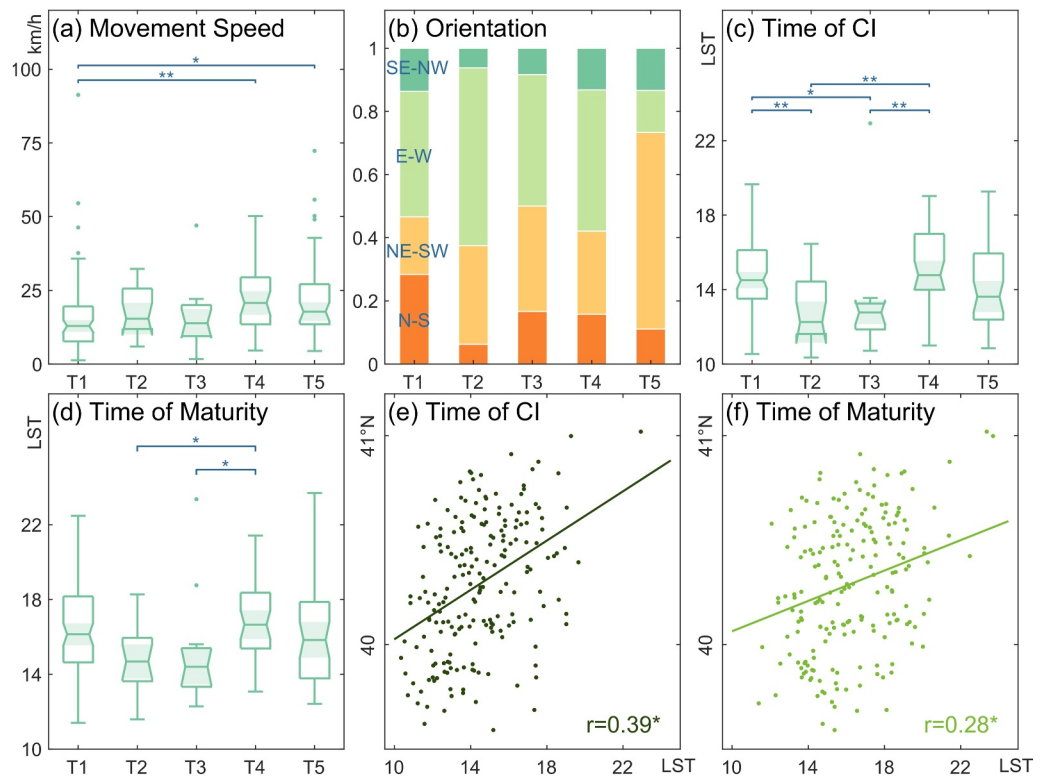 (a) Movement Speed
km/h
100
75
50
25
0
*
**
T1 T2 T3 T4 T5
(b) Orientation
1
0.8
0.6
0.4
0.2
0
SE-NW
E-W
NE-SW
N-S
T1 T2 T3 T4 T5
(c) Time of CI
LST
22
18
14
10
**
*
** **
T1 T2 T3 T4 T5
(d) Time of Maturity
LST
22
18
14
10
*
*
T1 T2 T3 T4 T5
(e) Time of CI
41°N
40
r=0.39*
10 14 18 22 LST
(f) Time of Maturity
41°N
40
r=0.28*
10 14 18 22 LST